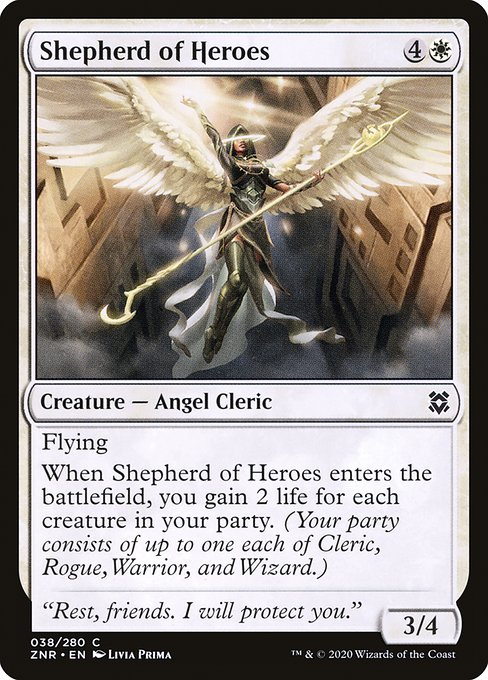 Shepherd of Heroes 4
Creature — Angel Cleric
Flying
When Shepherd of Heroes enters the
battlefield, you gain 2 life for each
creature in your party. (Your party
consists of up to one each of Cleric,
Rogue, Warrior, and Wizard.)
“Rest, friends. I will protect you.”
3/4
038/280 C
ZNR • EN Livia Prima
™ & © 2020 Wizards of the Coast